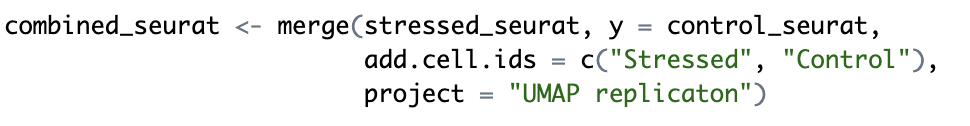 combined_seurat <- merge(stressed_seurat, y = control_seurat,
add.cell.ids = c("Stressed", "Control"),
project = "UMAP replicaton")